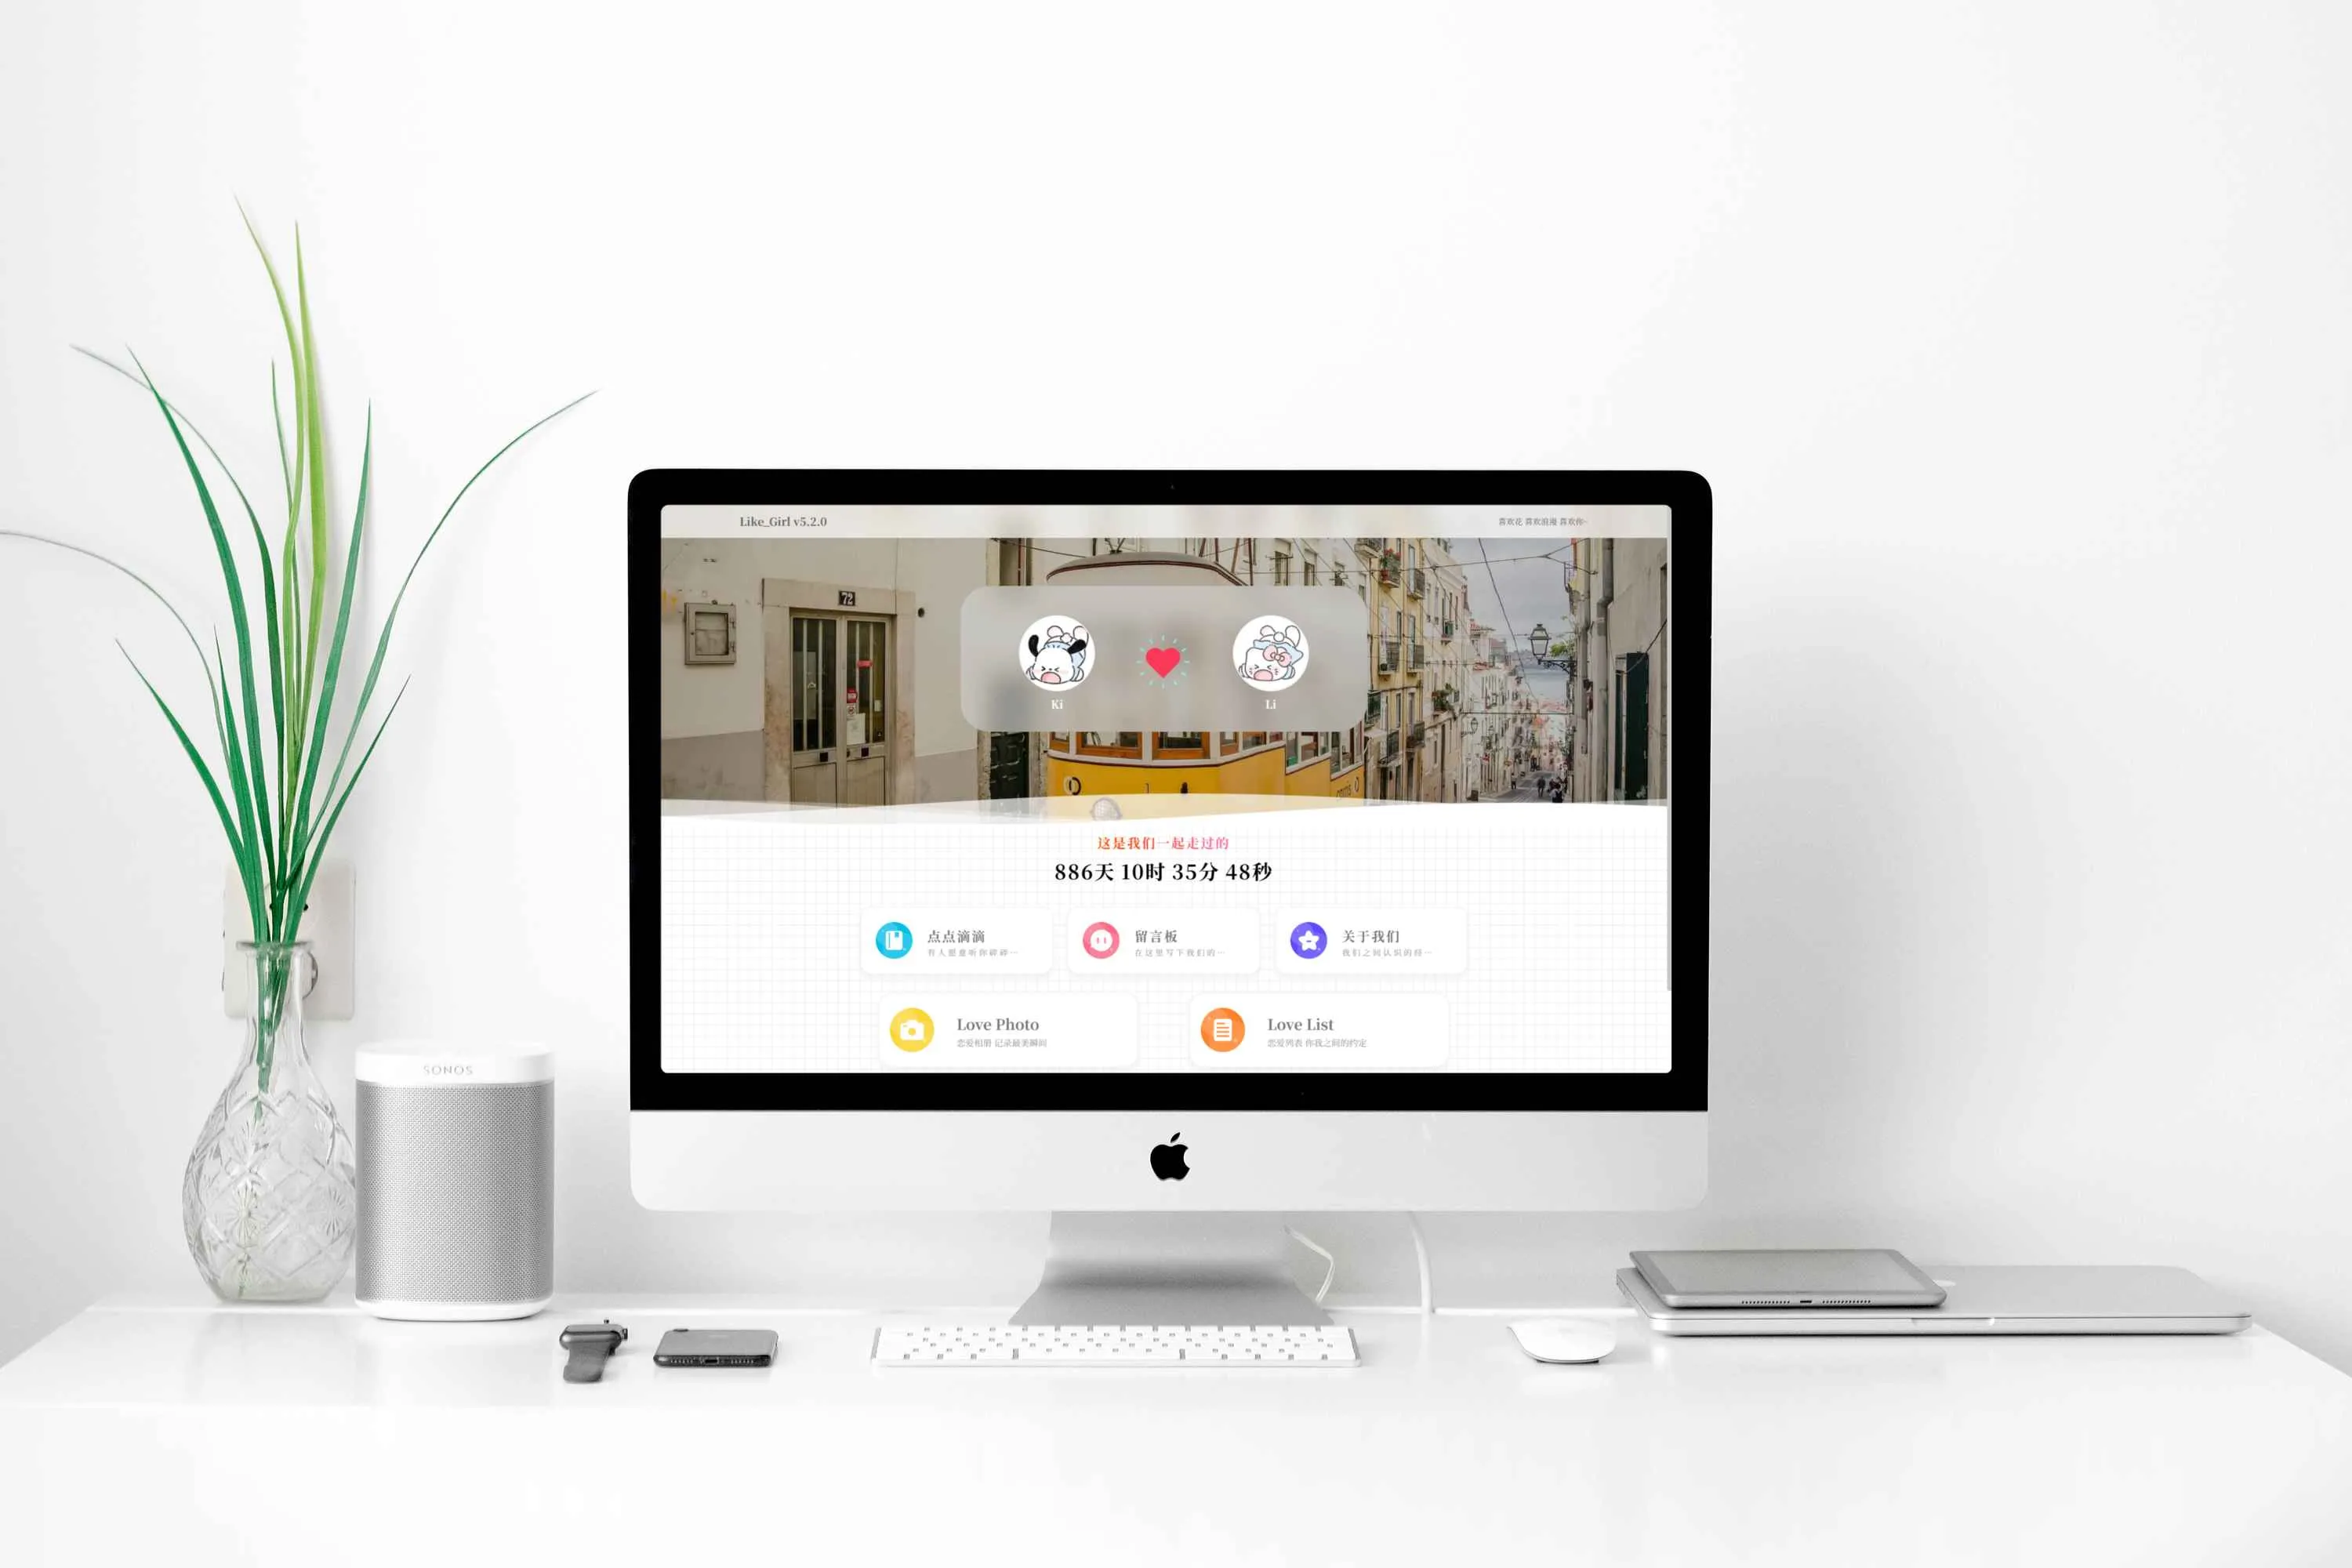 Like_Girl v5.2.0
喜欢花 喜欢浪漫 喜欢你~
72
Ki
Li
这是我们一起走过的
886天 10时 35分 48秒
点点滴滴
有人愿意听你碎碎…
留言板
在这里写下我们的…
关于我们
我们之间认识的经…
Love Photo
恋爱相册 记录最美瞬间
Love List
恋爱列表 你我之间的约定
SONOS